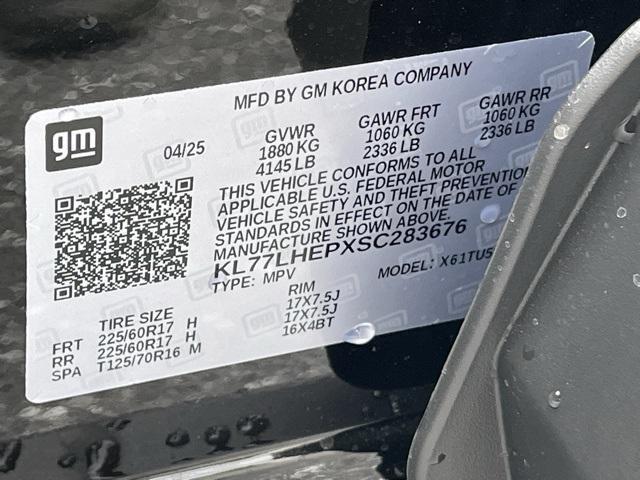 MFD BY GM KOREA COMPANY
gm
04/25
GVWR GAWR FRT GAWR RR
1880 KG 1060 KG 1060 KG
4145 LB 2336 LB 2336 LB
THIS VEHICLE CONFORMS TO ALL
APPLICABLE U.S. FEDERAL MOTOR
VEHICLE SAFETY AND THEFT PREVENTION
STANDARDS IN EFFECT ON THE DATE OF
MANUFACTURE SHOWN ABOVE.
KL77LHEPXSC283676
TYPE: MPV MODEL: X61TU5
TIRE SIZE RIM
FRT 225/60R17 H 17X7.5J
RR 225/60R17 H 17X7.5J
SPA T125/70R16 M 16X4BT